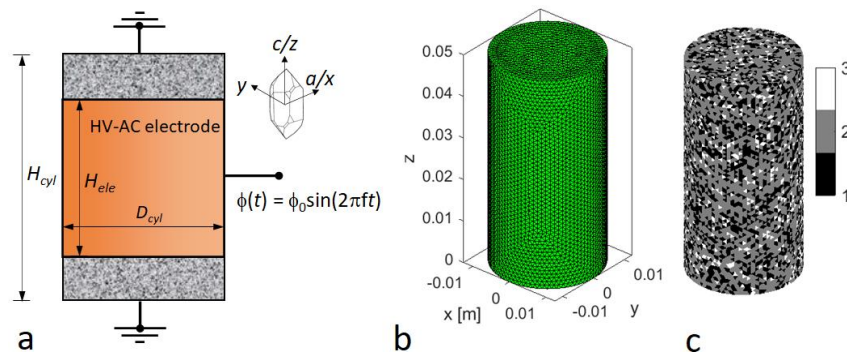 c/z
a/x
y
HV-AC electrode
H_cyl
H_ele
D_cyl
ϕ(t) = ϕ₀sin(2πft)
a
0.05
0.04
0.03
0.02
0.01
0
z
-0.01
0
0.01
x [m]
-0.01
0
0.01
y
b
3
2
1
c